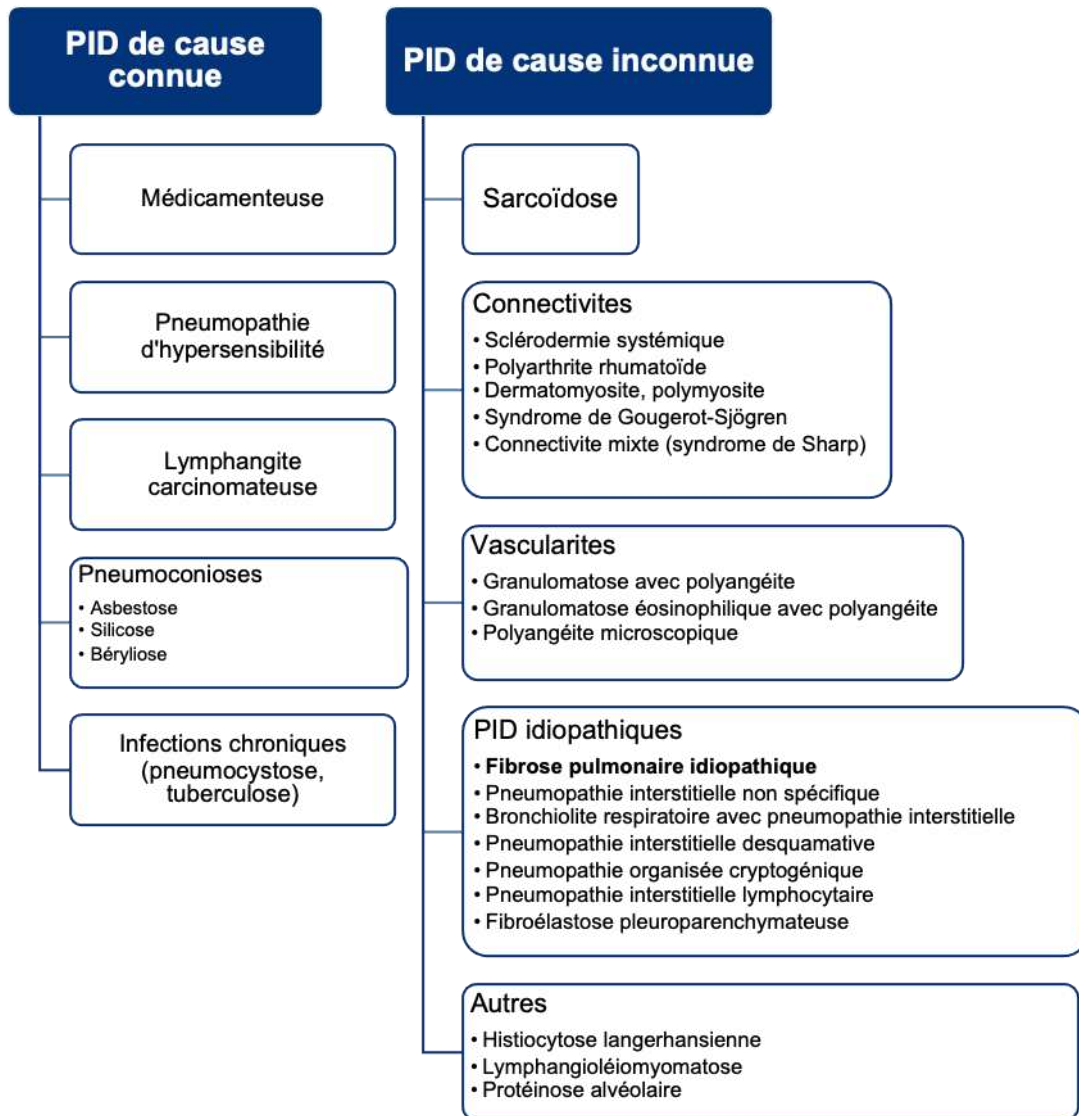 PID de cause
connue
Médicamenteuse
Pneumopathie
d'hypersensibilité
Lymphangite
carcinomateuse
Pneumoconioses
• Asbestose
• Silicose
• Béryliose
Infections chroniques
(pneumocystose,
tuberculose)
PID de cause inconnue
Sarcoïdose
Connectivites
• Sclérodermie systémique
• Polyarthrite rhumatoïde
• Dermatomyosite, polymyosite
• Syndrome de Gougerot-Sjögren
• Connectivite mixte (syndrome de Sharp)
Vascularites
• Granulomatose avec polyangéite
• Granulomatose éosinophilique avec polyangéite
• Polyangéite microscopique
PID idiopathiques
• Fibrose pulmonaire idiopathique
• Pneumopathie interstitielle non spécifique
• Bronchiolite respiratoire avec pneumopathie interstitielle
• Pneumopathie interstitielle desquamative
• Pneumopathie organisée cryptogénique
• Pneumopathie interstitielle lymphocytaire
• Fibroélastose pleuroparenchymateuse
Autres
• Histiocytose langerhansienne
• Lymphangioléiomyomatose
• Protéinose alvéolaire